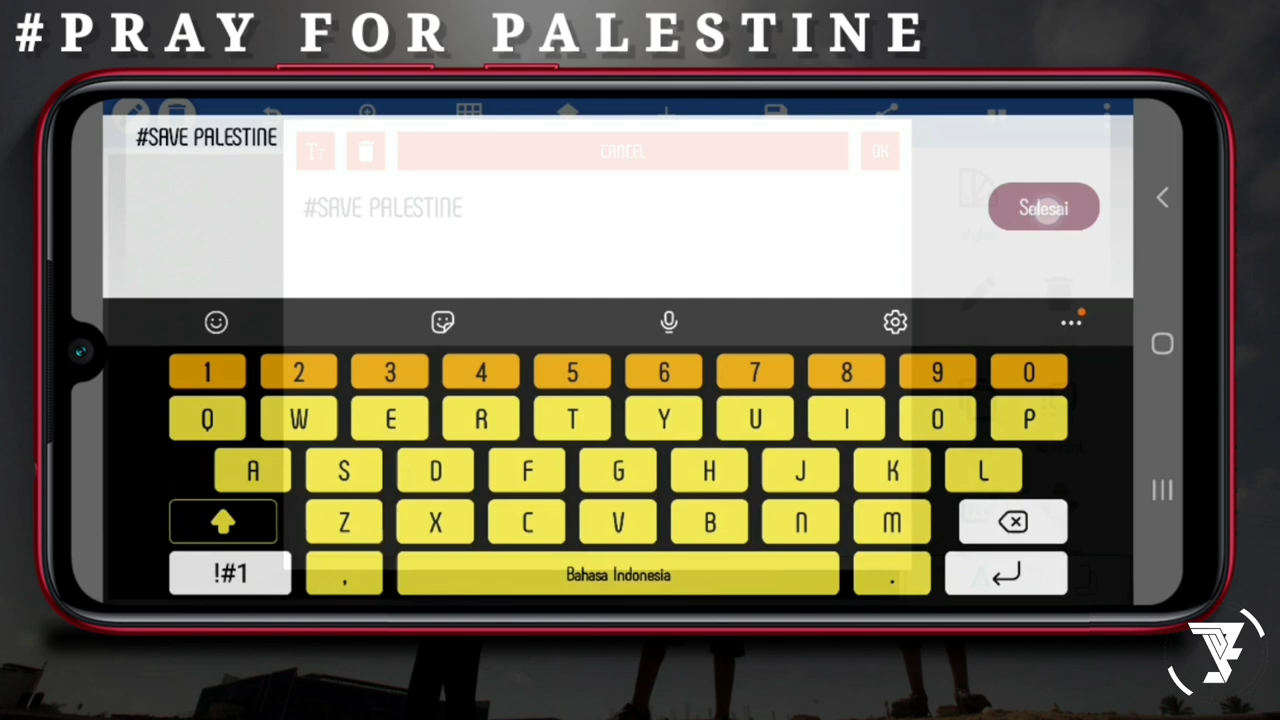 #PRAY FOR PALESTINE
#SAVE PALESTINE
Tт CANCEL OK
#SAVE PALESTINE
Selesai
1 2 3 4 5 6 7 8 9 0
Q W E R T Y U I O P
A S D F G H J K L
Z X C V B N M
!#1 , Bahasa Indonesia .